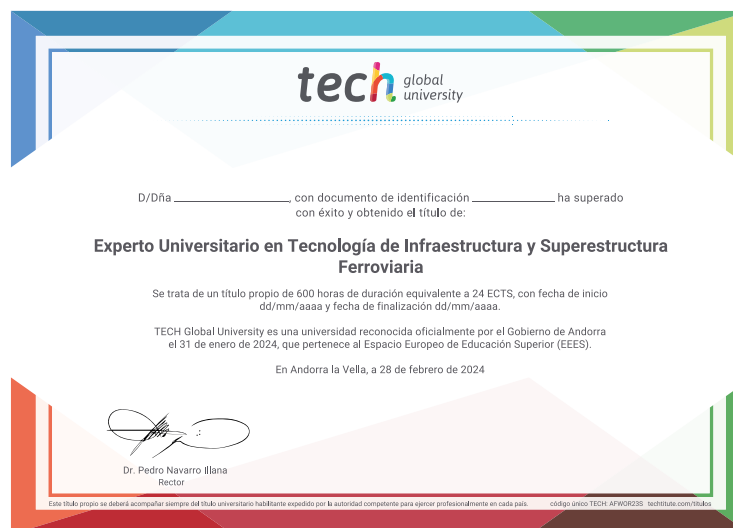 tech global university
D/Dña ______________, con documento de identificación __________ ha superado
con éxito y obtenido el título de:
Experto Universitario en Tecnología de Infraestructura y Superestructura
Ferroviaria
Se trata de un título propio de 600 horas de duración equivalente a 24 ECTS, con fecha de inicio
dd/mm/aaaa y fecha de finalización dd/mm/aaaa.
TECH Global University es una universidad reconocida oficialmente por el Gobierno de Andorra
el 31 de enero de 2024, que pertenece al Espacio Europeo de Educación Superior (EEES).
En Andorra la Vella, a 28 de febrero de 2024
Dr. Pedro Navarro Illana
Rector
Este título propio se deberá acompañar siempre del título universitario habilitante expedido por la autoridad competente para ejercer profesionalmente en cada país. código único TECH: AFWOR23S techtitute.com/titulos